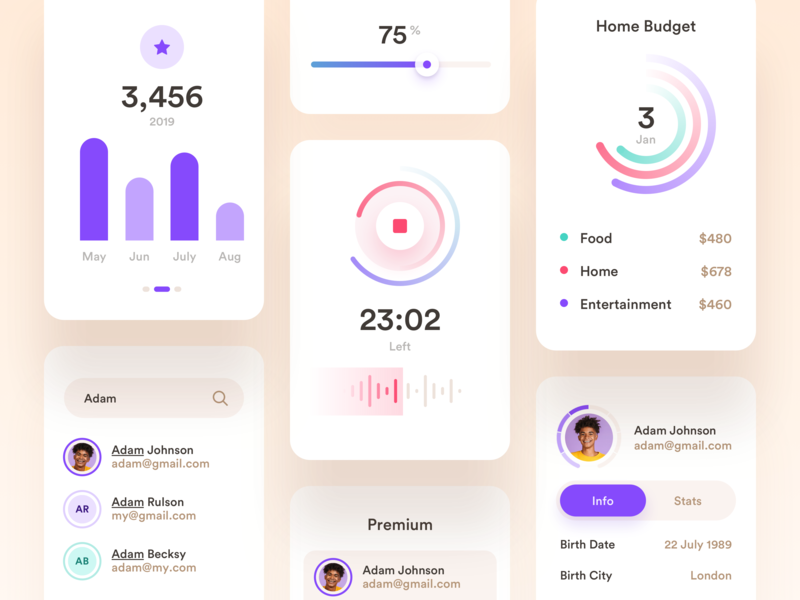 3,456
2019
May Jun July Aug
Adam
Adam Johnson
adam@gmail.com
AR
Adam Rulson
my@gmail.com
AB
Adam Becksy
adam@my.com
75 %
23:02
Left
Premium
Adam Johnson
adam@gmail.com
Home Budget
3
Jan
Food $480
Home $678
Entertainment $460
Adam Johnson
adam@gmail.com
Info Stats
Birth Date 22 July 1989
Birth City London